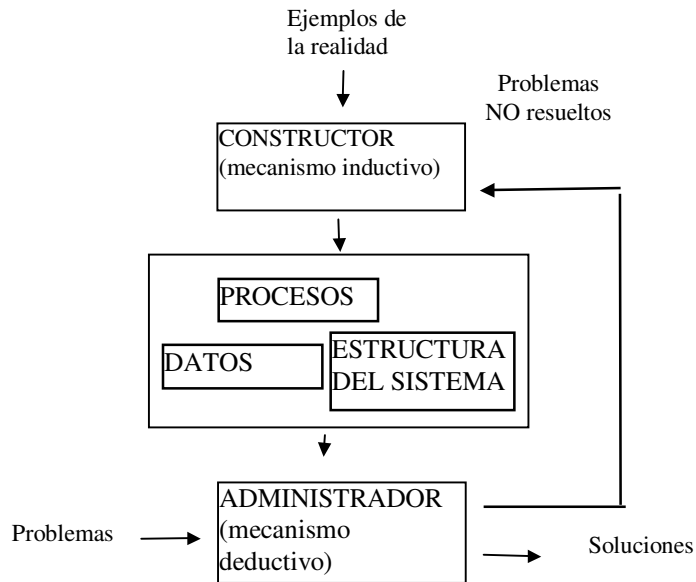 Ejemplos de
la realidad
Problemas
NO resueltos
CONSTRUCTOR
(mecanismo inductivo)
PROCESOS
DATOS
ESTRUCTURA
DEL SISTEMA
ADMINISTRADOR
(mecanismo
deductivo)
Problemas
Soluciones